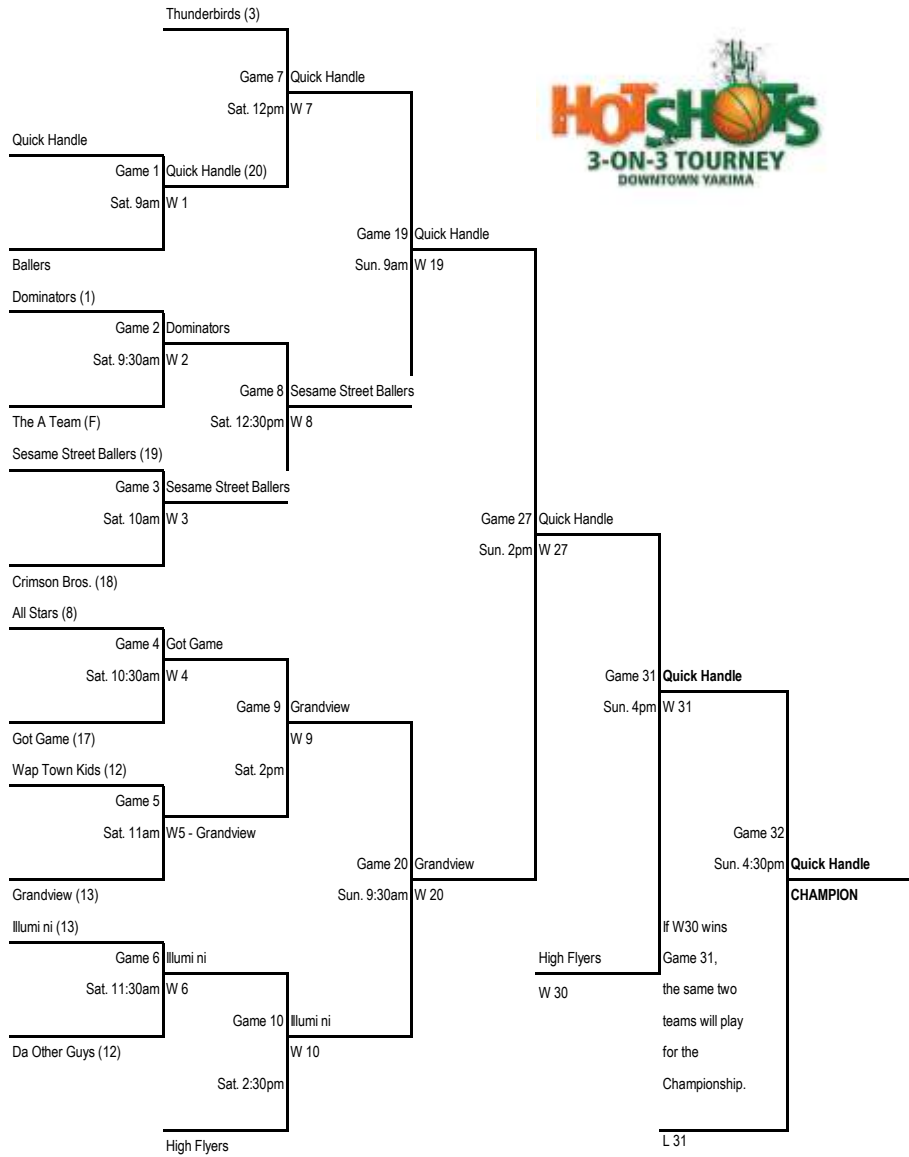 Thunderbirds (3)
Game 7 Quick Handle
Sat. 12pm W 7
HOTSHOTS
3-ON-3 TOURNEY
DOWNTOWN YAKIMA
Quick Handle
Game 1 Quick Handle (20)
Sat. 9am W 1
Game 19 Quick Handle
Sun. 9am W 19
Ballers
Dominators (1)
Game 2 Dominators
Sat. 9:30am W 2
Game 8 Sesame Street Ballers
Sat. 12:30pm W 8
The A Team (F)
Sesame Street Ballers (19)
Game 3 Sesame Street Ballers
Sat. 10am W 3
Game 27 Quick Handle
Sun. 2pm W 27
Crimson Bros. (18)
All Stars (8)
Game 4 Got Game
Sat. 10:30am W 4
Game 9 Grandview
W 9
Sat. 2pm
Game 31 Quick Handle
Sun. 4pm W 31
Got Game (17)
Wap Town Kids (12)
Game 5
Sat. 11am W5 - Grandview
Game 20 Grandview
Sun. 9:30am W 20
Game 32
Sun. 4:30pm Quick Handle
CHAMPION
Grandview (13)
Illumi ni (13)
Game 6 Illumi ni
Sat. 11:30am W 6
Game 10 Illumi ni
W 10
Sat. 2:30pm
High Flyers
W 30
If W30 wins
Game 31,
the same two
teams will play
for the
Championship.
Da Other Guys (12)
High Flyers
L 31